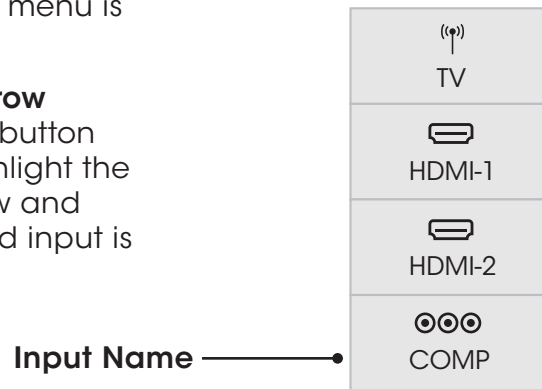 menu is
row
button
hlight the
w and
d input is
Input Name
TV
HDMI-1
HDMI-2
COMP